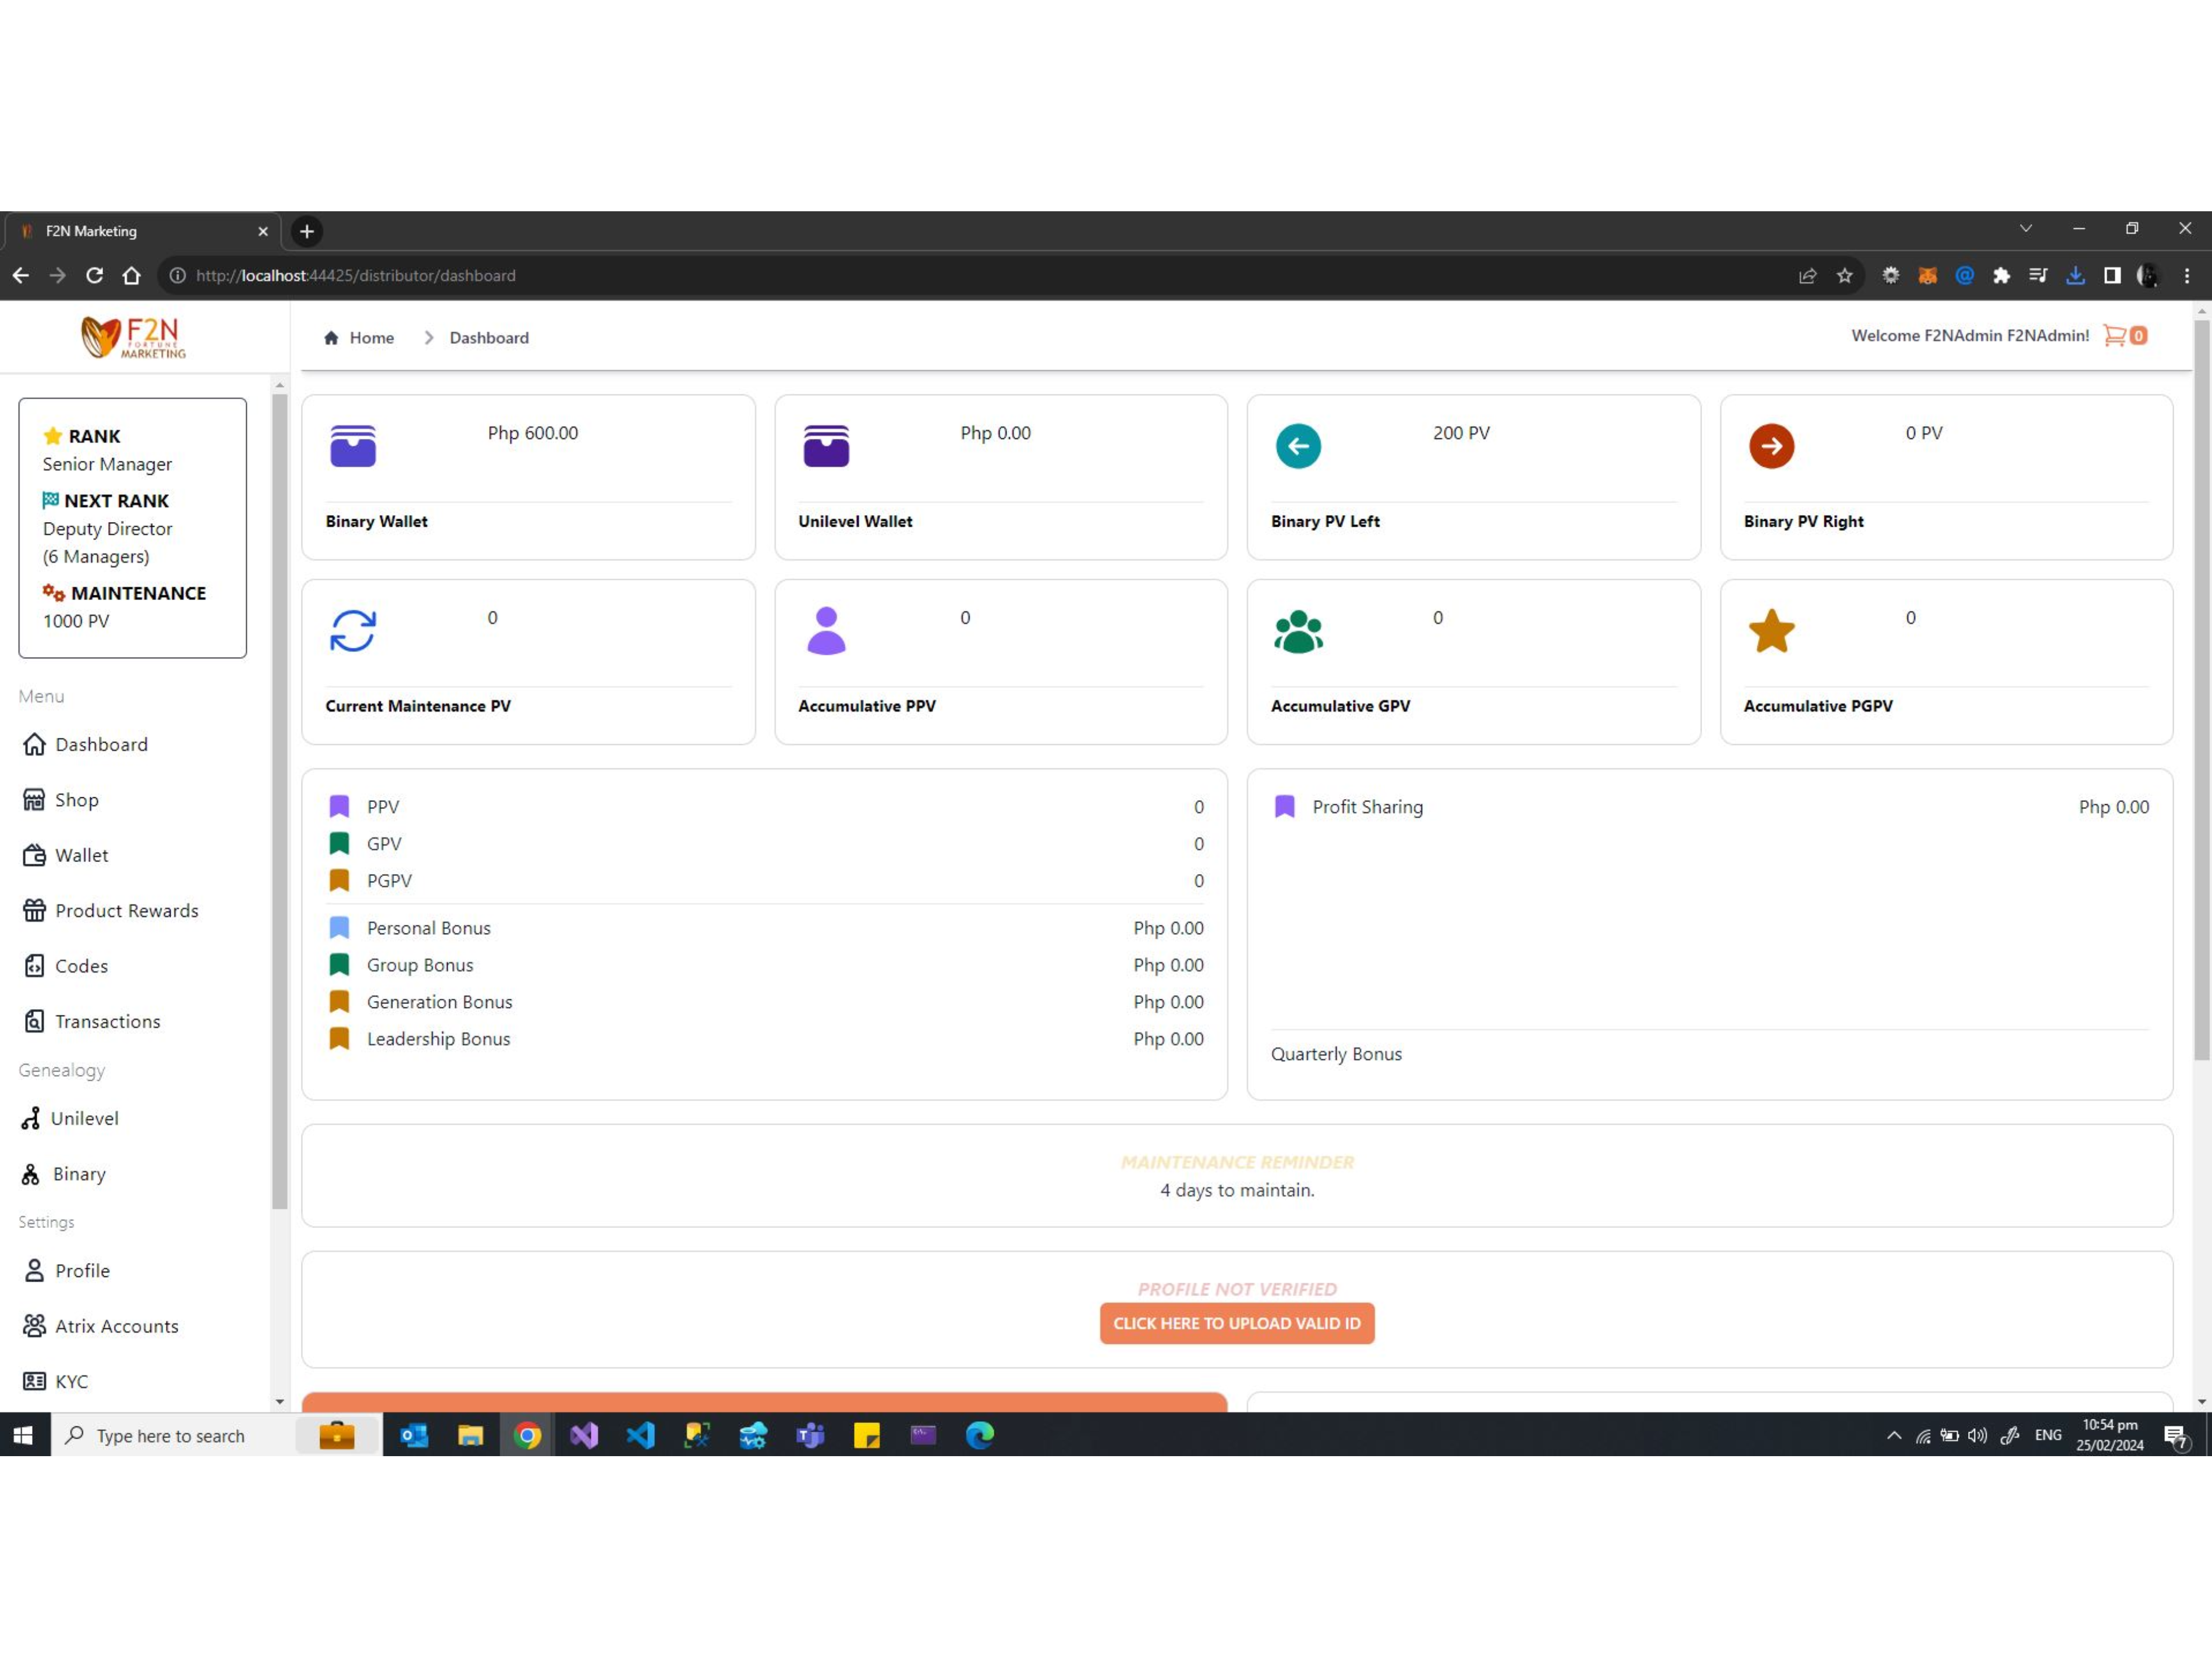 F2N Marketing
http://localhost:44425/distributor/dashboard
F2N
FORTUNE
MARKETING
Home
Dashboard
Welcome F2NAdmin F2NAdmin!
0
RANK
Senior Manager
NEXT RANK
Deputy Director
(6 Managers)
MAINTENANCE
1000 PV
Menu
Dashboard
Shop
Wallet
Product Rewards
Codes
Transactions
Genealogy
Unilevel
Binary
Settings
Profile
Atrix Accounts
KYC
Php 600.00
Binary Wallet
Php 0.00
Unilevel Wallet
200 PV
Binary PV Left
0 PV
Binary PV Right
0
Current Maintenance PV
0
Accumulative PPV
0
Accumulative GPV
0
Accumulative PGPV
PPV 0
GPV 0
PGPV 0
Personal Bonus Php 0.00
Group Bonus Php 0.00
Generation Bonus Php 0.00
Leadership Bonus Php 0.00
Profit Sharing Php 0.00
Quarterly Bonus
MAINTENANCE REMINDER
4 days to maintain.
PROFILE NOT VERIFIED
CLICK HERE TO UPLOAD VALID ID
Type here to search
ENG
10:54 pm
25/02/2024
7